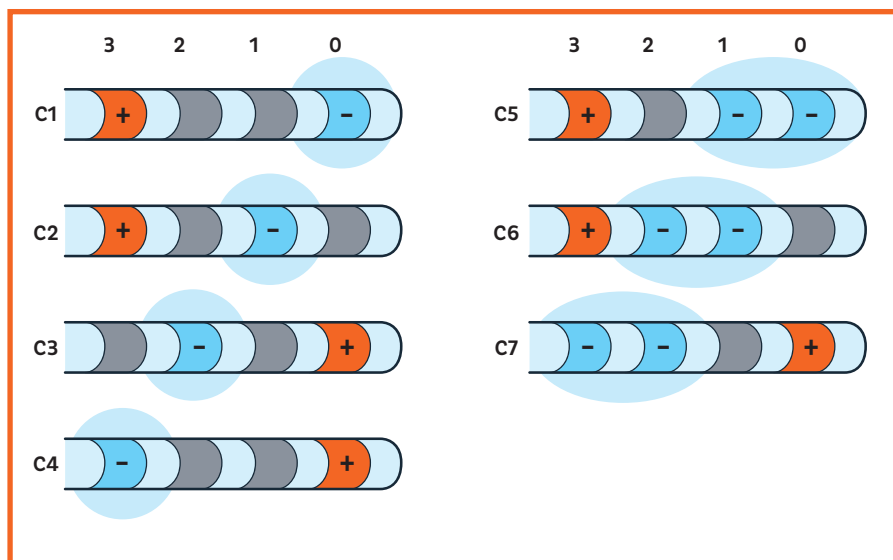 3 2 1 0
C1 + -
C2 + -
C3 - +
C4 - +
3 2 1 0
C5 + - -
C6 + - -
C7 - - +